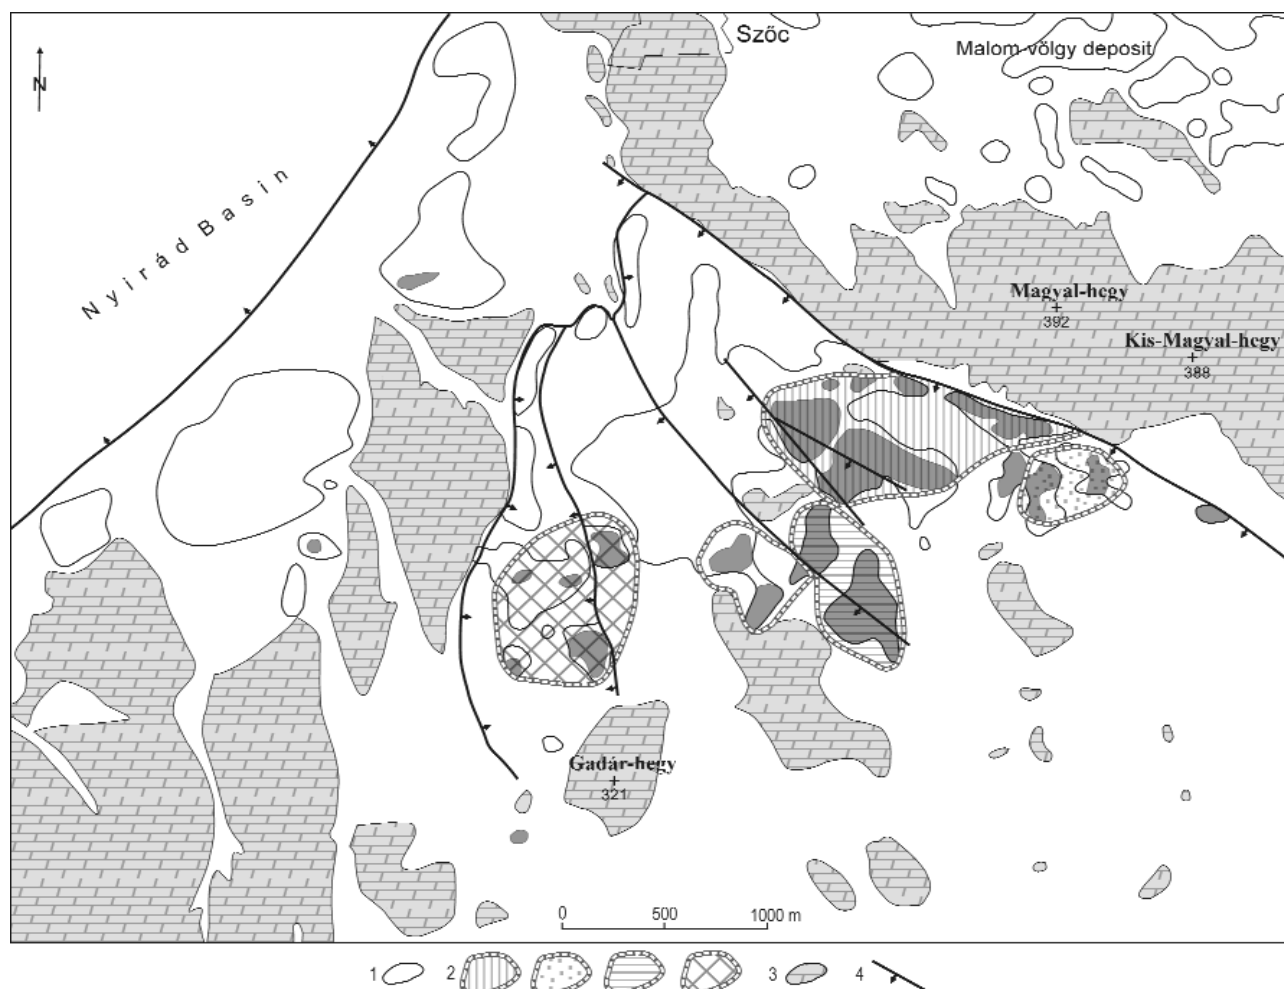 Szőc
Malom-völgy deposit
N
Nyirád Basin
Magyal-hegy
392
Kis-Magyal-hegy
388
Gadár-hegy
321
0 500 1000 m
1 2 3 4